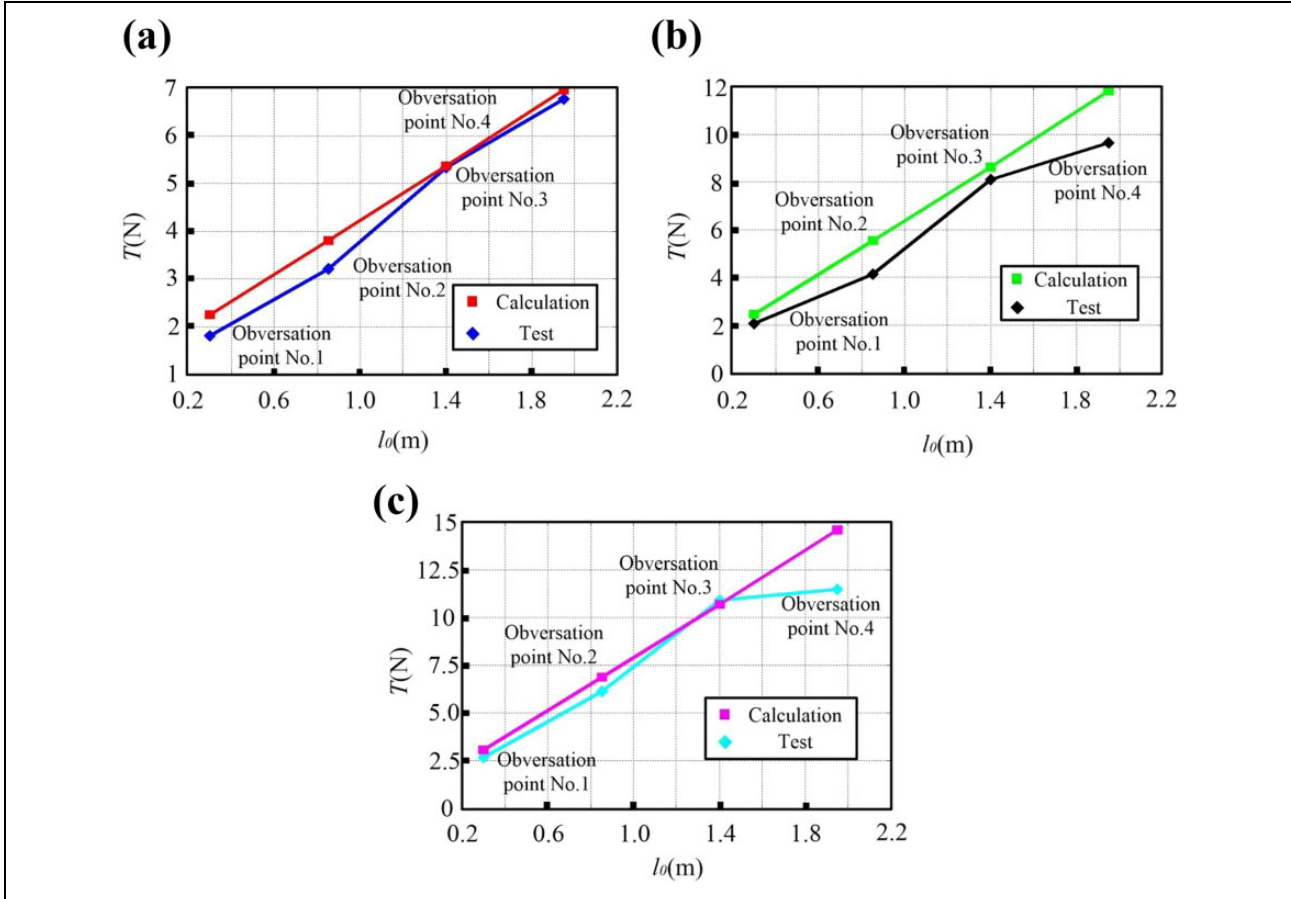 (a)
7
6
5
4
3
2
1
T(N)
Obversation
point No.4
Obversation
point No.3
Obversation
point No.2
Obversation
point No.1
Calculation
Test
0.2 0.6 1.0 1.4 1.8 2.2
l0(m)
(b)
12
10
8
6
4
2
0
T(N)
Obversation
point No.3
Obversation
point No.4
Obversation
point No.2
Obversation
point No.1
Calculation
Test
0.2 0.6 1.0 1.4 1.8 2.2
l0(m)
(c)
15
12.5
10
7.5
5.0
2.5
0
T(N)
Obversation
point No.3
Obversation
point No.4
Obversation
point No.2
Obversation
point No.1
Calculation
Test
0.2 0.6 1.0 1.4 1.8 2.2
l0(m)